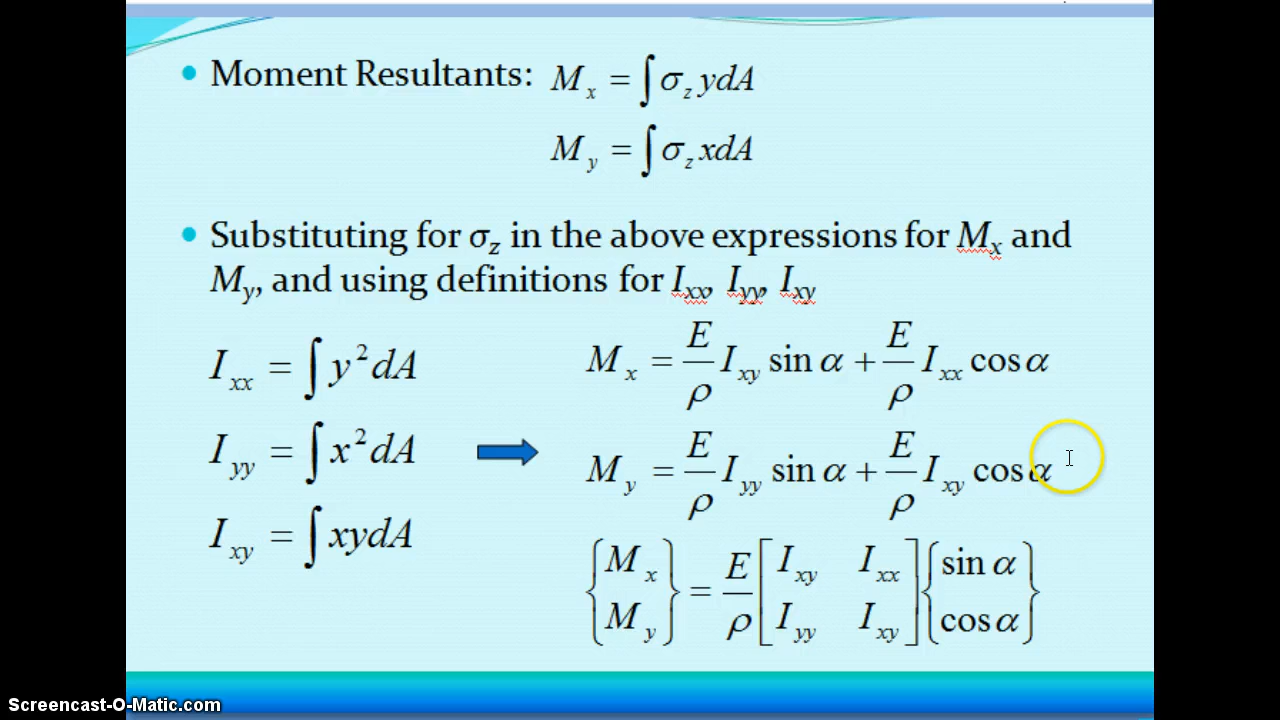 • Moment Resultants: M_x = ∫ σ_z y dA
M_y = ∫ σ_z x dA
• Substituting for σ_z in the above expressions for M_x and
M_y, and using definitions for I_xx, I_yy, I_xy
I_xx = ∫ y² dA
I_yy = ∫ x² dA
I_xy = ∫ xy dA
M_x = E/ρ I_xy sin α + E/ρ I_xx cos α
M_y = E/ρ I_yy sin α + E/ρ I_xy cos α
{M_x M_y} = E/ρ [I_xy I_xx I_yy I_xy] {sin α cos α}
Screencast-O-Matic.com